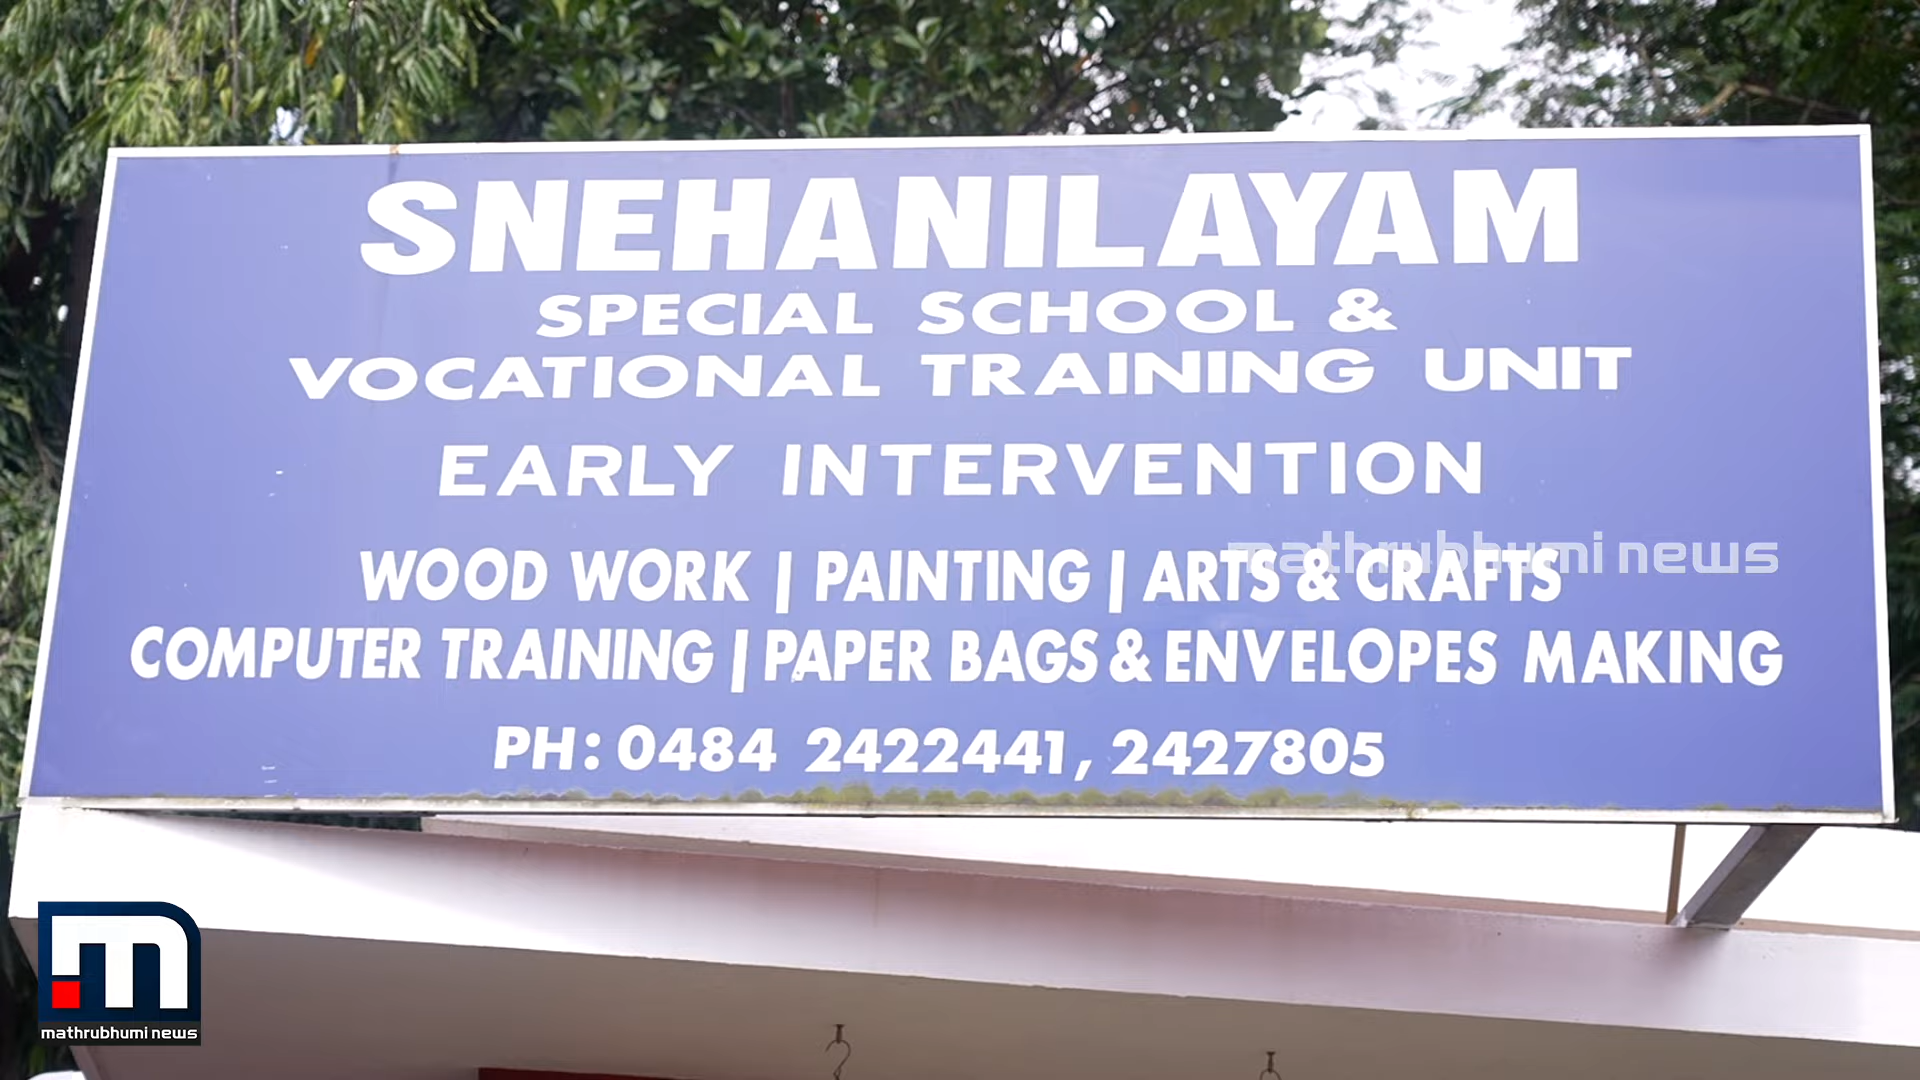 SNEHANILAYAM
SPECIAL SCHOOL &
VOCATIONAL TRAINING UNIT
EARLY INTERVENTION
WOOD WORK | PAINTING | ARTS & CRAFTS
COMPUTER TRAINING | PAPER BAGS & ENVELOPES MAKING
PH: 0484 2422441, 2427805
mathrubhumi news
mathrubhumi news